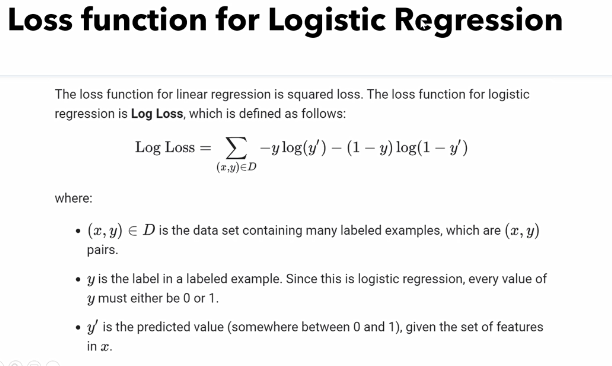 Loss function for Logistic Regression
The loss function for linear regression is squared loss. The loss function for logistic
regression is Log Loss, which is defined as follows:
Log Loss = ∑ −y log(y′) − (1 − y) log(1 − y′)
(x,y)∈D
where:
• (x, y) ∈ D is the data set containing many labeled examples, which are (x, y)
pairs.
• y is the label in a labeled example. Since this is logistic regression, every value of
y must either be 0 or 1.
• y′ is the predicted value (somewhere between 0 and 1), given the set of features
in x.